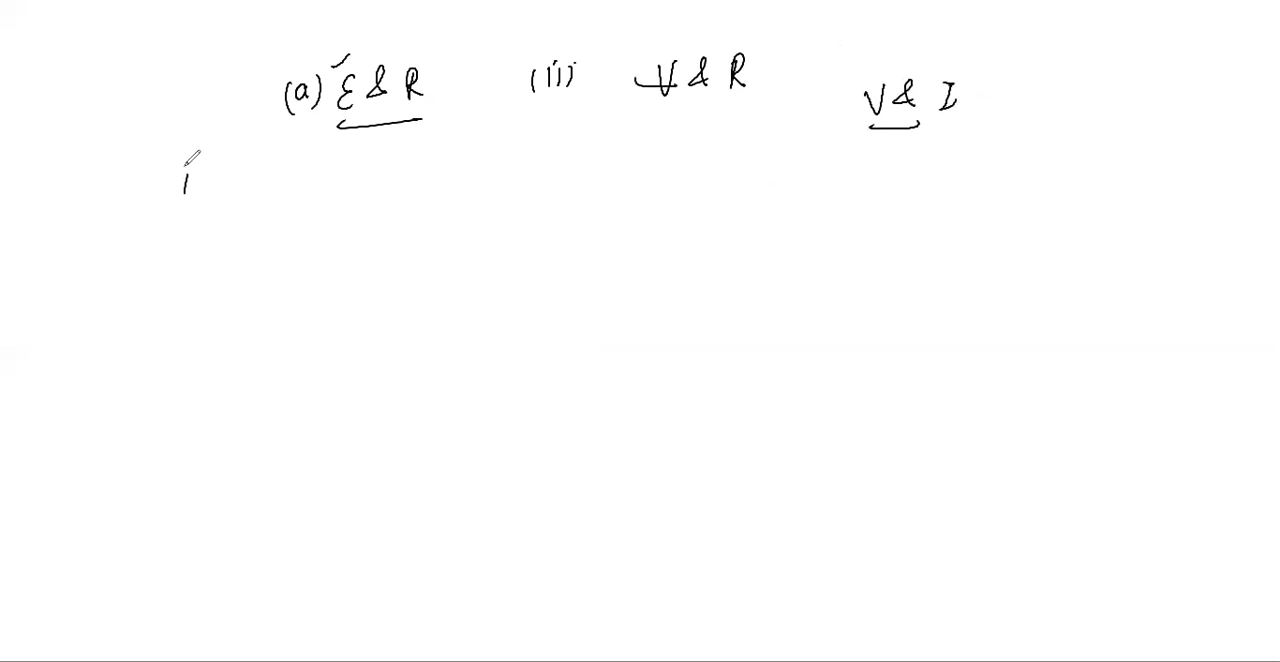 (a) ε & R (ii) V & R V & I
I